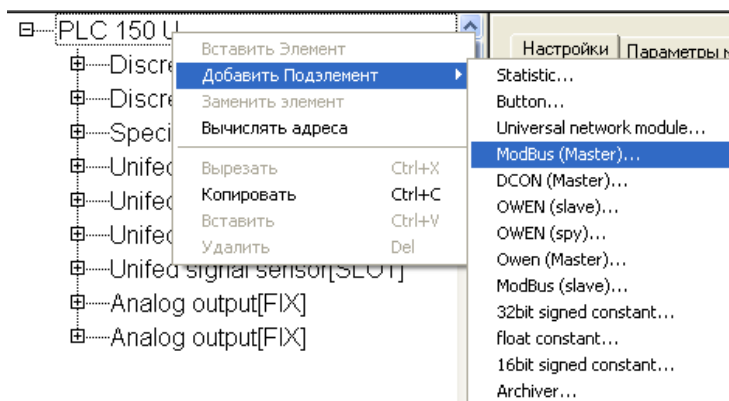 PLC 150 U
Discre
Discre
Speci
Unifed
Unifed
Unifed
Unifed signal sensor[SLOT]
Analog output[FIX]
Analog output[FIX]
Вставить Элемент
Добавить Подэлемент
Заменить элемент
Вычислять адреса
Вырезать Ctrl+X
Копировать Ctrl+C
Вставить Ctrl+V
Удалить Del
Настройки Параметры м
Statistic...
Button...
Universal network module...
ModBus (Master)...
DCON (Master)...
OWEN (slave)...
OWEN (spy)...
Owen (Master)...
ModBus (slave)...
32bit signed constant...
float constant...
16bit signed constant...
Archiver...